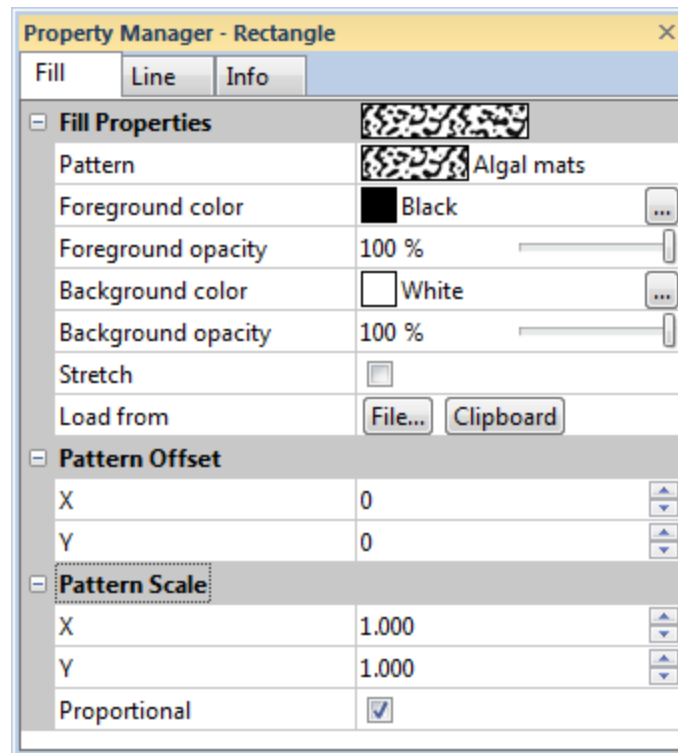 Property Manager - Rectangle
Fill Line Info
Fill Properties
Pattern Algal mats
Foreground color Black ...
Foreground opacity 100 %
Background color White ...
Background opacity 100 %
Stretch
Load from File... Clipboard
Pattern Offset
X 0
Y 0
Pattern Scale
X 1.000
Y 1.000
Proportional